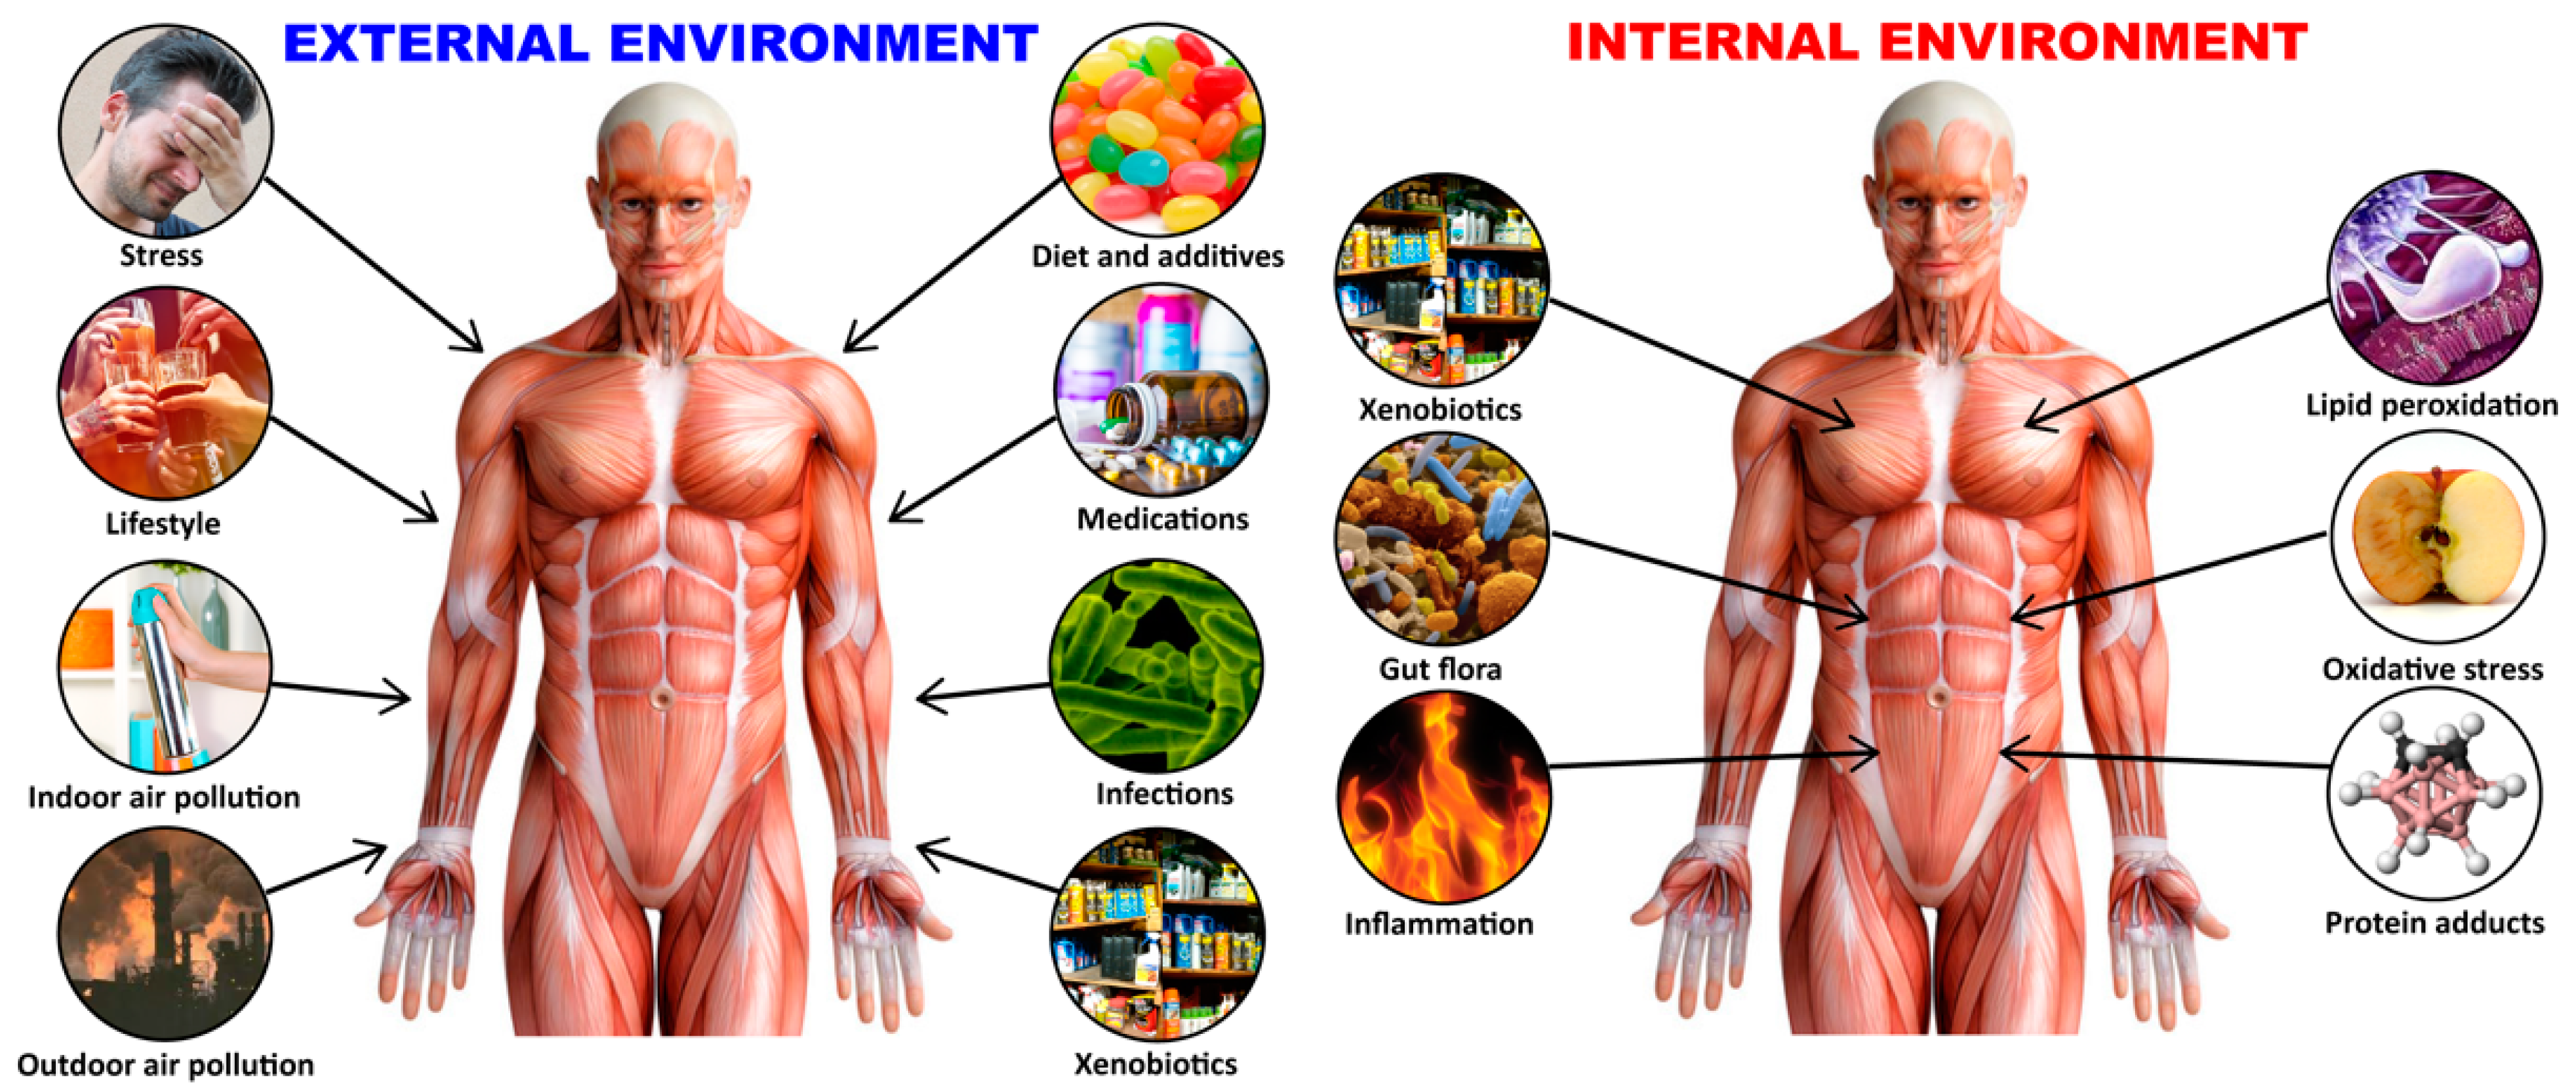 EXTERNAL ENVIRONMENT
Stress
Lifestyle
Indoor air pollution
Outdoor air pollution
Diet and additives
Medications
Infections
Xenobiotics
INTERNAL ENVIRONMENT
Xenobiotics
Gut flora
Inflammation
Lipid peroxidation
Oxidative stress
Protein adducts